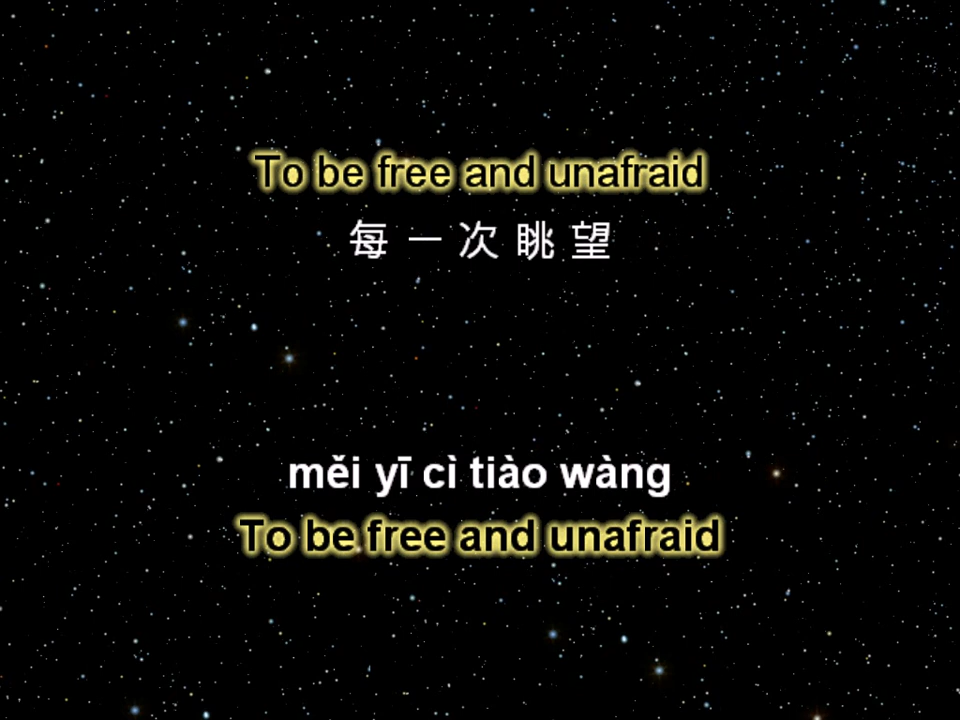 To be free and unafraid
每一次眺望
měi yī cì tiào wàng
To be free and unafraid